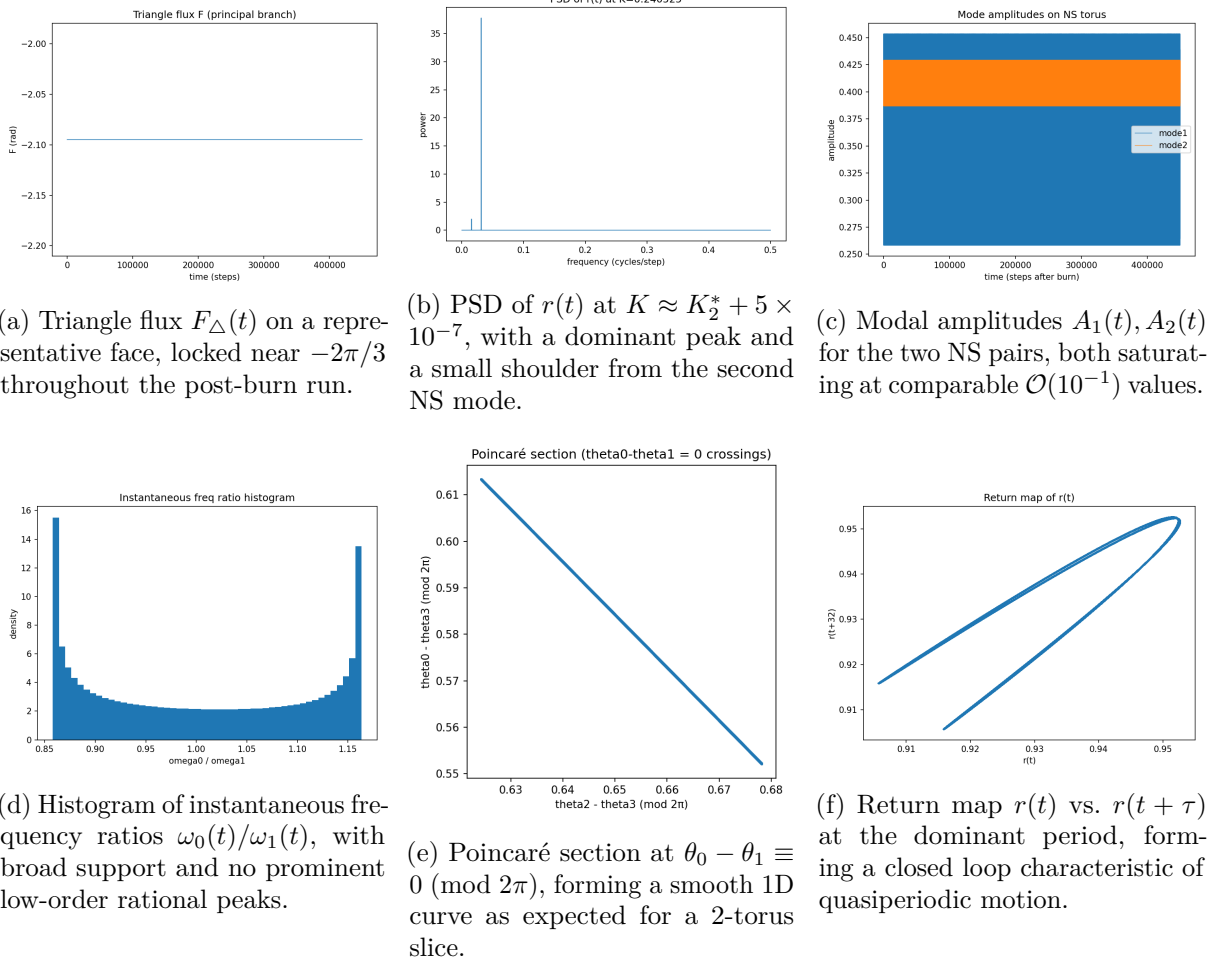 Triangle flux F (principal branch)
−2.00
−2.05
−2.10
−2.15
−2.20
F (rad)
0
100000
200000
300000
400000
time (steps)
35
30
25
20
15
10
5
0
power
0.0
0.1
0.2
0.3
0.4
0.5
frequency (cycles/step)
Mode amplitudes on NS torus
0.450
0.425
0.400
0.375
0.350
0.325
0.300
0.275
0.250
amplitude
mode1
mode2
0
100000
200000
300000
400000
time (steps after burn)
(a) Triangle flux F△(t) on a repre-
sentative face, locked near −2π/3
throughout the post-burn run.
(b) PSD of r(t) at K ≈ K₂* + 5 ×
10⁻⁷, with a dominant peak and
a small shoulder from the second
NS mode.
(c) Modal amplitudes A₁(t), A₂(t)
for the two NS pairs, both saturat-
ing at comparable 𝒪(10⁻¹) values.
Instantaneous freq ratio histogram
16
14
12
10
8
6
4
2
0
density
0.85
0.90
0.95
1.00
1.05
1.10
1.15
omega0 / omega1
Poincaré section (theta0-theta1 = 0 crossings)
0.61
0.60
0.59
0.58
0.57
0.56
0.55
theta0 - theta3 (mod 2π)
0.63
0.64
0.65
0.66
0.67
0.68
theta2 - theta3 (mod 2π)
Return map of r(t)
0.95
0.94
0.93
0.92
0.91
r(t+32)
0.91
0.92
0.93
0.94
0.95
r(t)
(d) Histogram of instantaneous fre-
quency ratios ω₀(t)/ω₁(t), with
broad support and no prominent
low-order rational peaks.
(e) Poincaré section at θ₀ − θ₁ ≡
0 (mod 2π), forming a smooth 1D
curve as expected for a 2-torus
slice.
(f) Return map r(t) vs. r(t + τ)
at the dominant period, form-
ing a closed loop characteristic of
quasiperiodic motion.